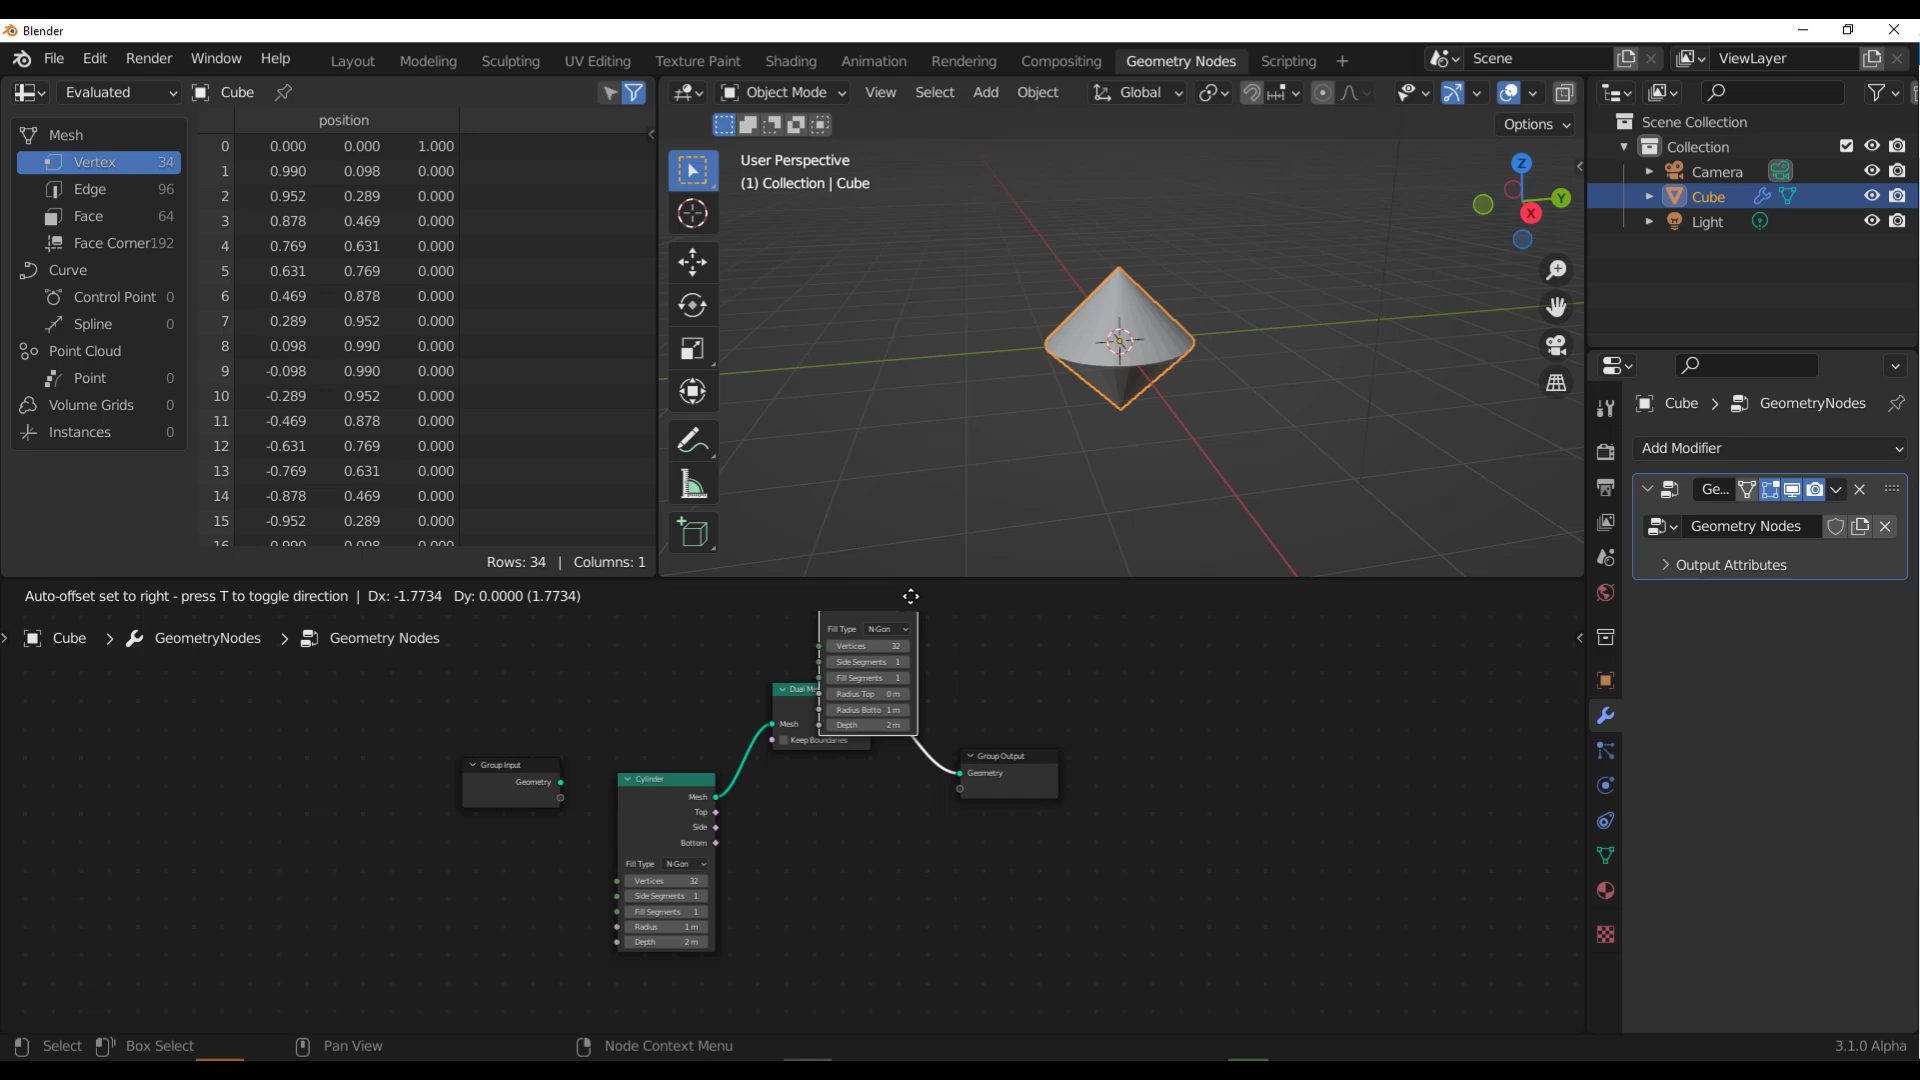 Blender
File Edit Render Window Help
Layout Modeling Sculpting UV Editing Texture Paint Shading Animation Rendering Compositing Geometry Nodes Scripting +
Scene
ViewLayer
Evaluated
Cube
position
Mesh
Vertex 34
Edge 96
Face 64
Face Corner 192
Curve
Control Point 0
Spline 0
Point Cloud
Point 0
Volume Grids 0
Instances 0
0 0.000 0.000 1.000
1 0.990 0.098 0.000
2 0.952 0.289 0.000
3 0.878 0.469 0.000
4 0.769 0.631 0.000
5 0.631 0.769 0.000
6 0.469 0.878 0.000
7 0.289 0.952 0.000
8 0.098 0.990 0.000
9 -0.098 0.990 0.000
10 -0.289 0.952 0.000
11 -0.469 0.878 0.000
12 -0.631 0.769 0.000
13 -0.769 0.631 0.000
14 -0.878 0.469 0.000
15 -0.952 0.289 0.000
Rows: 34 | Columns: 1
Object Mode View Select Add Object Global
Options
User Perspective
(1) Collection | Cube
Z
Y
X
Scene Collection
Collection
Camera
Cube
Light
Cube > GeometryNodes
Add Modifier
Ge...
Geometry Nodes
> Output Attributes
Auto-offset set to right - press T to toggle direction | Dx: -1.7734 Dy: 0.0000 (1.7734)
Cube > GeometryNodes > Geometry Nodes
Fill Type N-Gon
Vertices 32
Side Segments 1
Fill Segments 1
Radius Top 0 m
Radius Botto 1 m
Depth 2 m
Dual Me
Mesh
Keep Boundaries
Group Input
Geometry
Cylinder
Mesh
Top
Side
Bottom
Fill Type N-Gon
Vertices 32
Side Segments 1
Fill Segments 1
Radius 1 m
Depth 2 m
Group Output
Geometry
Select Box Select Pan View Node Context Menu 3.1.0 Alpha